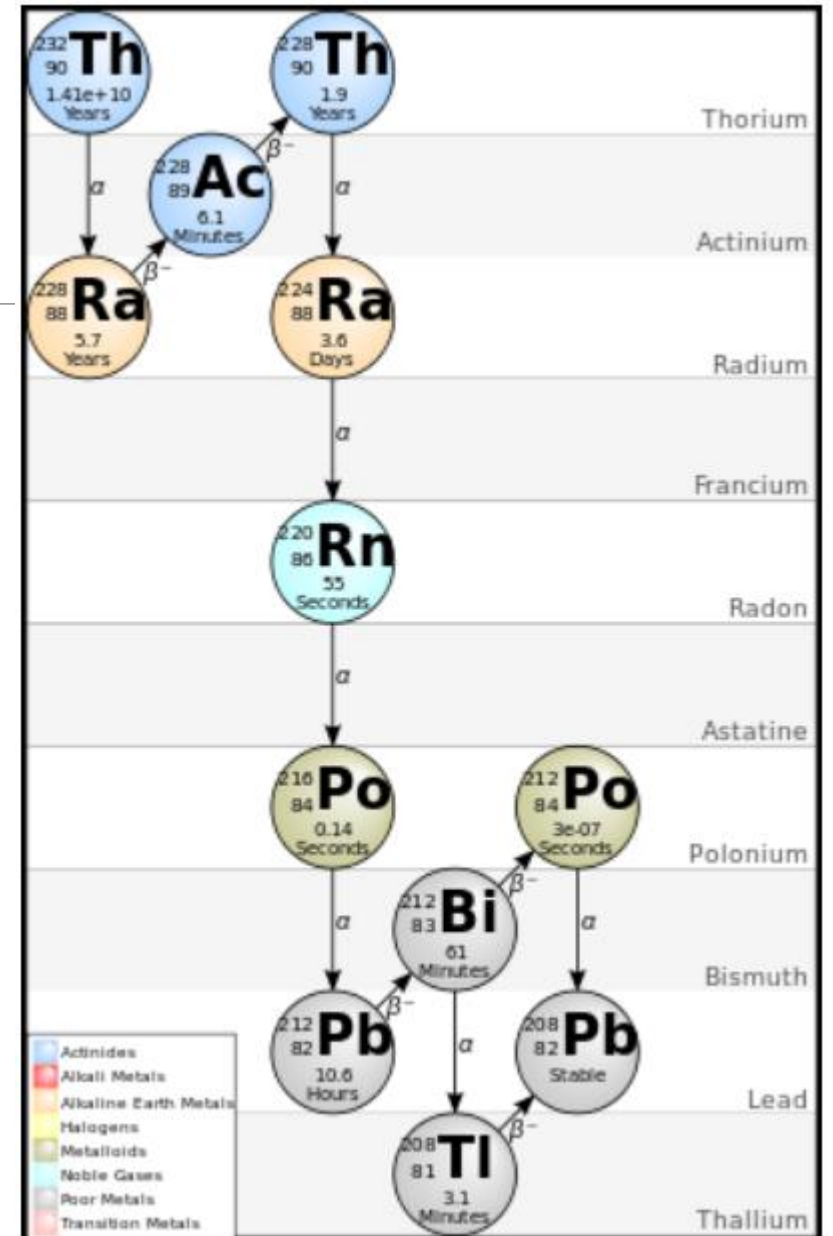 232 90 Th 1.41e+10 Years
228 90 Th 1.9 Years
Thorium
β⁻
α
228 89 Ac 6.1 Minutes
α
Actinium
β⁻
228 88 Ra 5.7 Years
224 88 Ra 3.6 Days
Radium
α
Francium
220 86 Rn 55 Seconds
Radon
α
Astatine
216 84 Po 0.14 Seconds
212 84 Po 3e-07 Seconds
Polonium
β⁻
α
212 83 Bi 61 Minutes
α
Bismuth
β⁻
212 82 Pb 10.6 Hours
α
208 82 Pb Stable
Lead
β⁻
208 81 Tl 3.1 Minutes
Thallium
Actinides
Alkali Metals
Alkaline Earth Metals
Halogens
Metalloids
Noble Gases
Poor Metals
Transition Metals